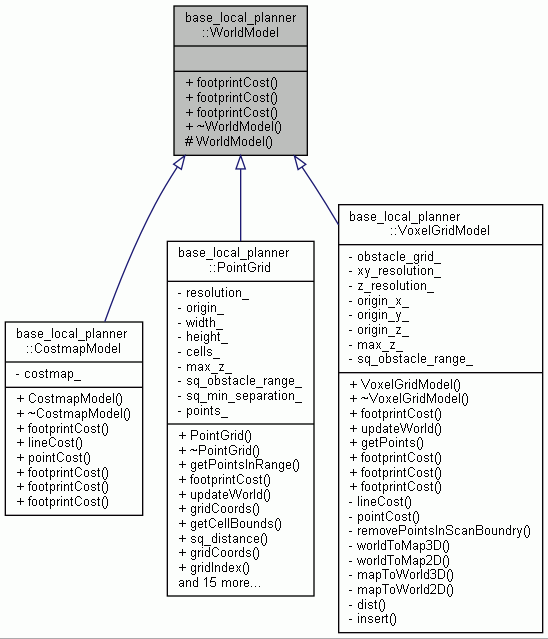 base_local_planner
::WorldModel
+ footprintCost()
+ footprintCost()
+ footprintCost()
+ ~WorldModel()
# WorldModel()
base_local_planner
::CostmapModel
- costmap_
+ CostmapModel()
+ ~CostmapModel()
+ footprintCost()
+ lineCost()
+ pointCost()
+ footprintCost()
+ footprintCost()
+ footprintCost()
base_local_planner
::PointGrid
- resolution_
- origin_
- width_
- height_
- cells_
- max_z_
- sq_obstacle_range_
- sq_min_separation_
- points_
+ PointGrid()
+ ~PointGrid()
+ getPointsInRange()
+ footprintCost()
+ updateWorld()
+ gridCoords()
+ getCellBounds()
+ sq_distance()
+ gridCoords()
+ gridIndex()
and 15 more...
base_local_planner
::VoxelGridModel
- obstacle_grid_
- xy_resolution_
- z_resolution_
- origin_x_
- origin_y_
- origin_z_
- max_z_
- sq_obstacle_range_
+ VoxelGridModel()
+ ~VoxelGridModel()
+ footprintCost()
+ updateWorld()
+ getPoints()
+ footprintCost()
+ footprintCost()
+ footprintCost()
- lineCost()
- pointCost()
- removePointsInScanBoundry()
- worldToMap3D()
- worldToMap2D()
- mapToWorld3D()
- mapToWorld2D()
- dist()
- insert()